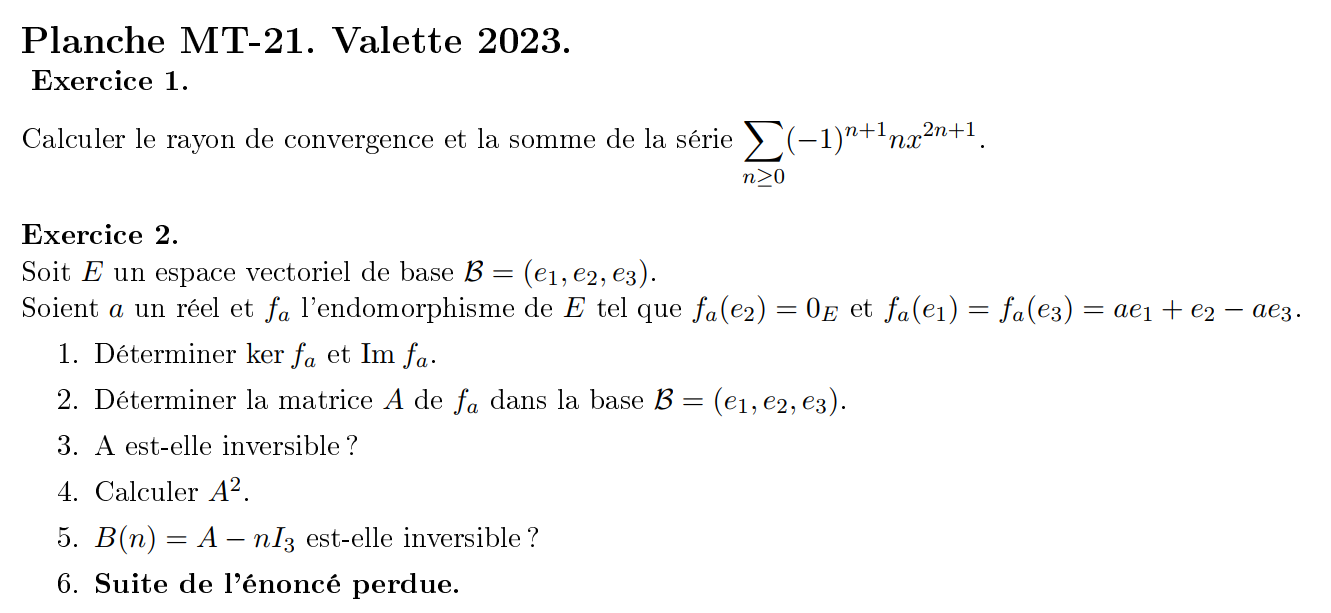 Planche MT-21. Valette 2023.
Exercice 1.
Calculer le rayon de convergence et la somme de la série $\sum_{n\geq 0}(-1)^{n+1}nx^{2n+1}$.
Exercice 2.
Soit $E$ un espace vectoriel de base $\mathcal{B} = (e_1, e_2, e_3)$.
Soient $a$ un réel et $f_a$ l'endomorphisme de $E$ tel que $f_a(e_2) = 0_E$ et $f_a(e_1) = f_a(e_3) = ae_1 + e_2 - ae_3$.
1. Déterminer $\ker f_a$ et $\text{Im } f_a$.
2. Déterminer la matrice $A$ de $f_a$ dans la base $\mathcal{B} = (e_1, e_2, e_3)$.
3. A est-elle inversible ?
4. Calculer $A^2$.
5. $B(n) = A - nI_3$ est-elle inversible ?
6. Suite de l'énoncé perdue.